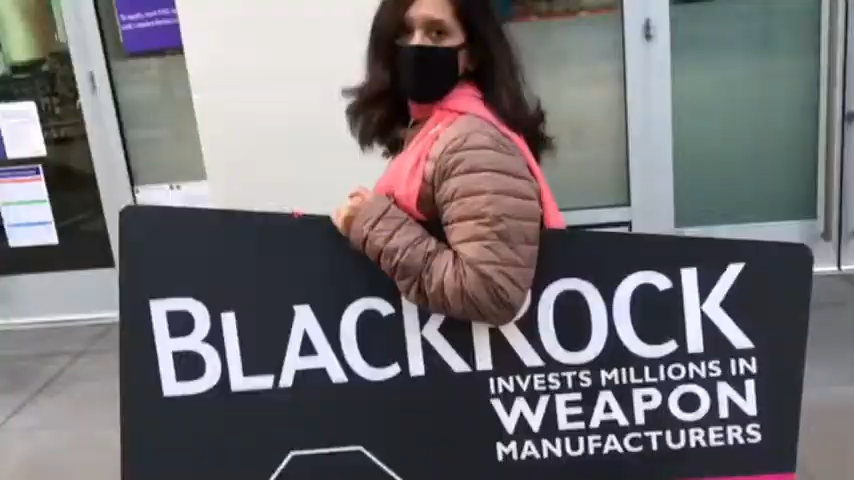 BLACKROCK
INVESTS MILLIONS IN
WEAPON
MANUFACTURERS